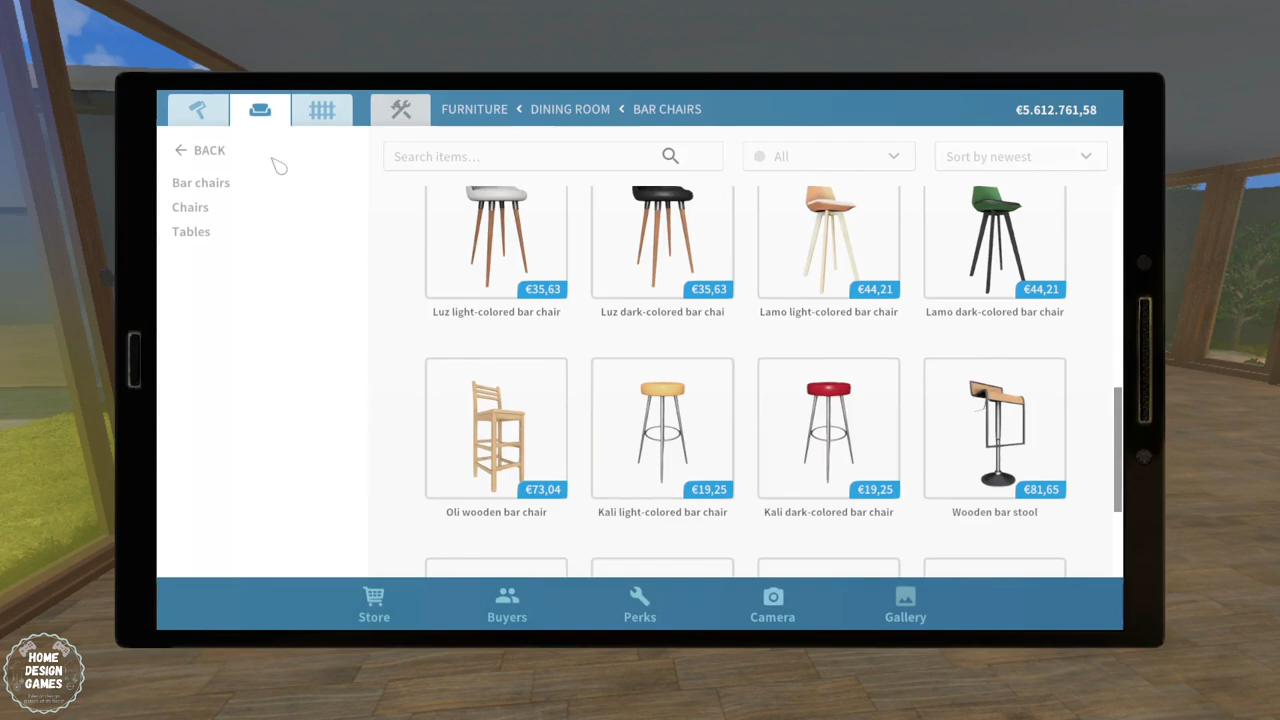 FURNITURE < DINING ROOM < BAR CHAIRS
€5.612.761,58
BACK
Search items...
All
Sort by newest
Bar chairs
Chairs
Tables
€35,63
€35,63
€44,21
€44,21
Luz light-colored bar chair
Luz dark-colored bar chai
Lamo light-colored bar chair
Lamo dark-colored bar chair
€73,04
€19,25
€19,25
€81,65
Oli wooden bar chair
Kali light-colored bar chair
Kali dark-colored bar chair
Wooden bar stool
Store
Buyers
Perks
Camera
Gallery
HOME
DESIGN
GAMES